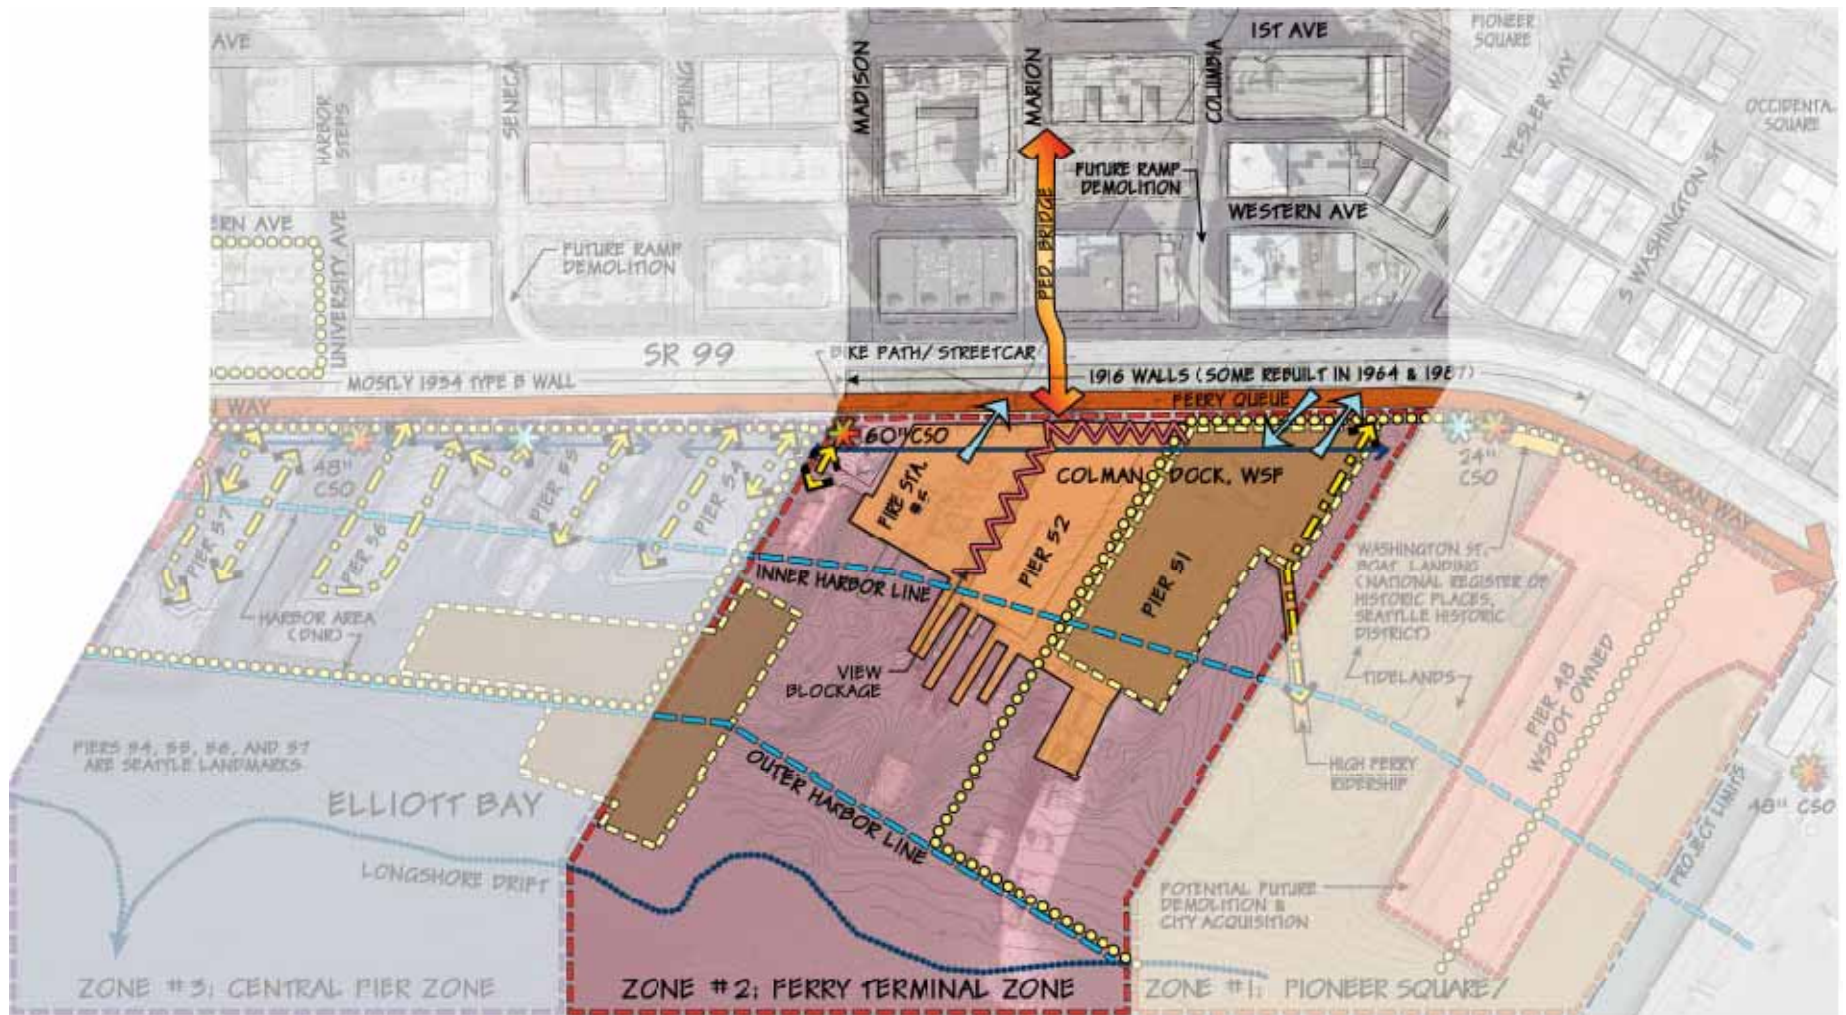 AVE
HARBOR
STEPS
SENECA
SPRING
MADISON
MARION
COLUMBIA
1ST AVE
PIONEER
SQUARE
YESLER WAY
OCCIDENTA
SQUARE
S WASHINGTON ST
ERN AVE
UNIVERSITY AVE
FUTURE RAMP
DEMOLITION
PED. BRIDGE
FUTURE RAMP
DEMOLITION
WESTERN AVE
SR 99
BIKE PATH/ STREETCAR
MOSTLY 1934 TYPE B WALL
1916 WALLS (SOME REBUILT IN 1964 & 1987)
N WAY
FERRY QUEUE
60" CSO
48"
CSO
24"
CSO
ALASKAN WAY
PIER 57
PIER 56
PIER 55
PIER 54
FIRE STA.
#5
COLMAN DOCK, WSF
PIER 52
PIER 51
INNER HARBOR LINE
HARBOR AREA
(DNR)
WASHINGTON ST.
BOAT LANDING
(NATIONAL REGISTER OF
HISTORIC PLACES,
SEATTLE HISTORIC
DISTRICT)
TIDELANDS
VIEW
BLOCKAGE
PIER 48
WSDOT OWNED
HIGH FERRY
RIDERSHIP
PIERS 54, 55, 56, AND 57
ARE SEATTLE LANDMARKS
ELLIOTT BAY
OUTER HARBOR LINE
LONGSHORE DRIFT
48" CSO
PROJECT LIMITS
POTENTIAL FUTURE
DEMOLITION &
CITY ACQUISITION
ZONE #3: CENTRAL PIER ZONE
ZONE #2: FERRY TERMINAL ZONE
ZONE #1: PIONEER SQUARE/